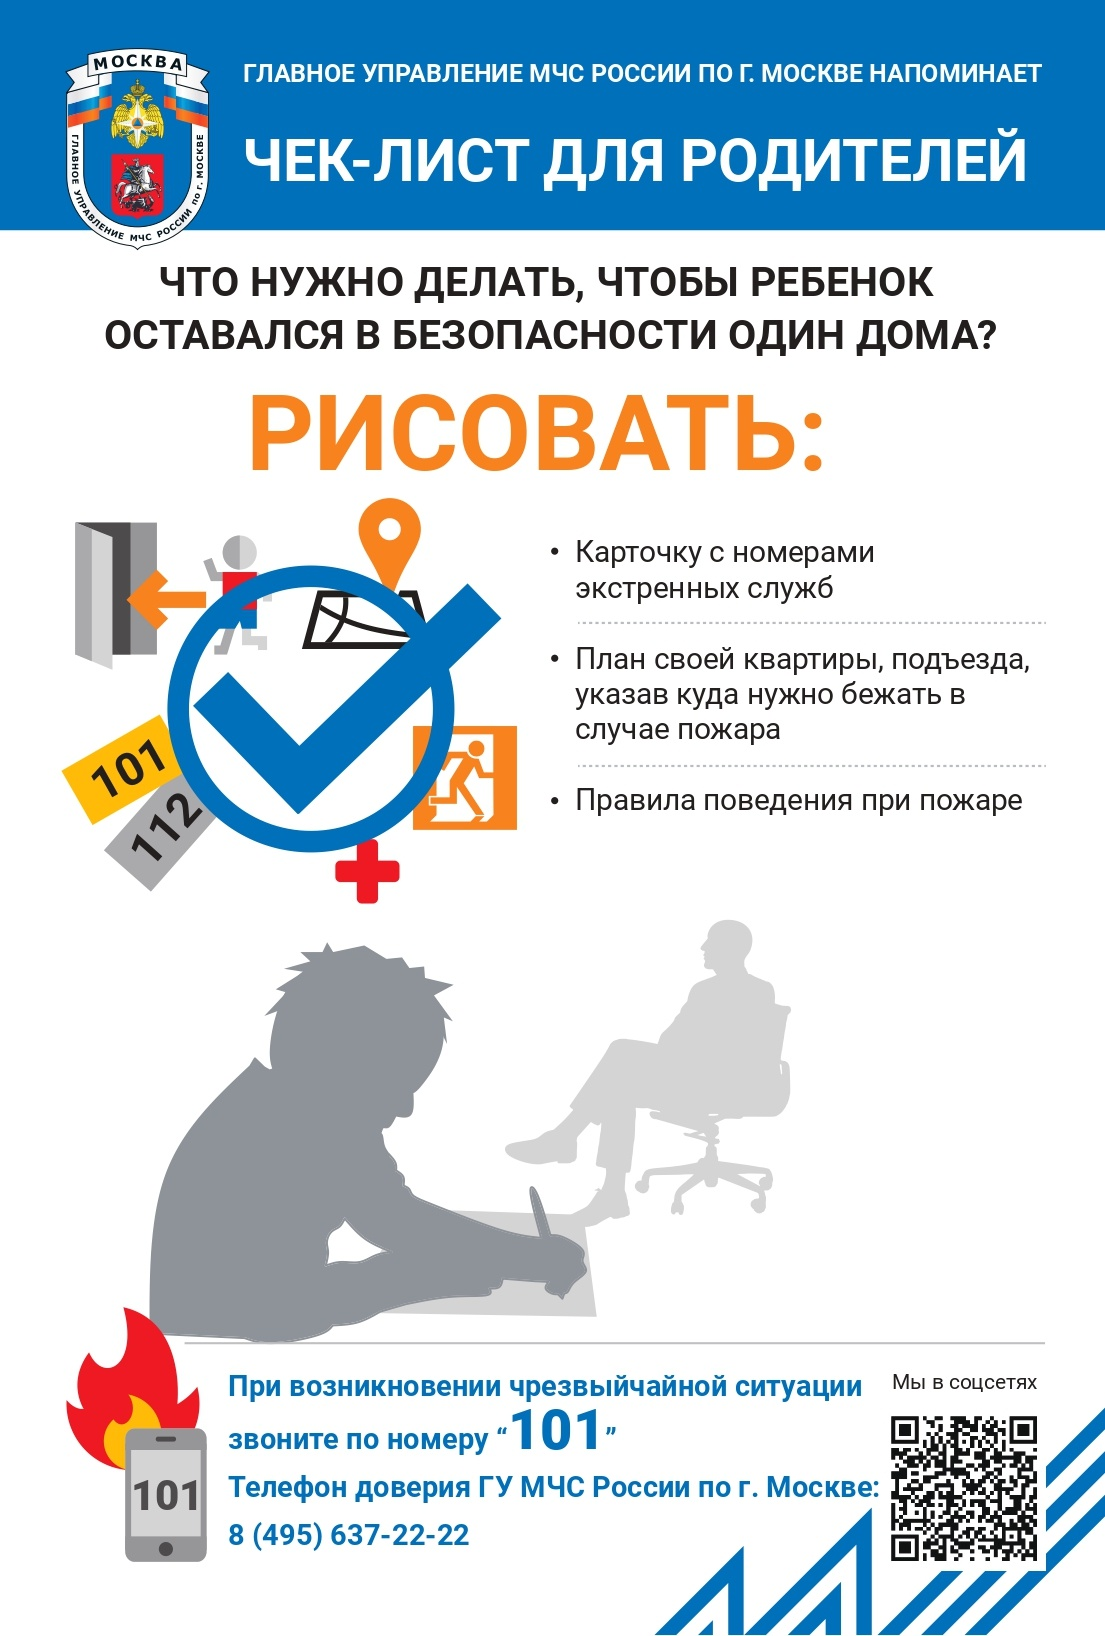 МОСКВА
ГЛАВНОЕ УПРАВЛЕНИЕ МЧС РОССИИ по г. МОСКВЕ
ГЛАВНОЕ УПРАВЛЕНИЕ МЧС РОССИИ ПО Г. МОСКВЕ НАПОМИНАЕТ
ЧЕК-ЛИСТ ДЛЯ РОДИТЕЛЕЙ
ЧТО НУЖНО ДЕЛАТЬ, ЧТОБЫ РЕБЕНОК
ОСТАВАЛСЯ В БЕЗОПАСНОСТИ ОДИН ДОМА?
РИСОВАТЬ:
101
112
• Карточку с номерами
экстренных служб
• План своей квартиры, подъезда,
указав куда нужно бежать в
случае пожара
• Правила поведения при пожаре
101
При возникновении чрезвыйчайной ситуации
звоните по номеру “101”
Телефон доверия ГУ МЧС России по г. Москве:
8 (495) 637-22-22
Мы в соцсетях